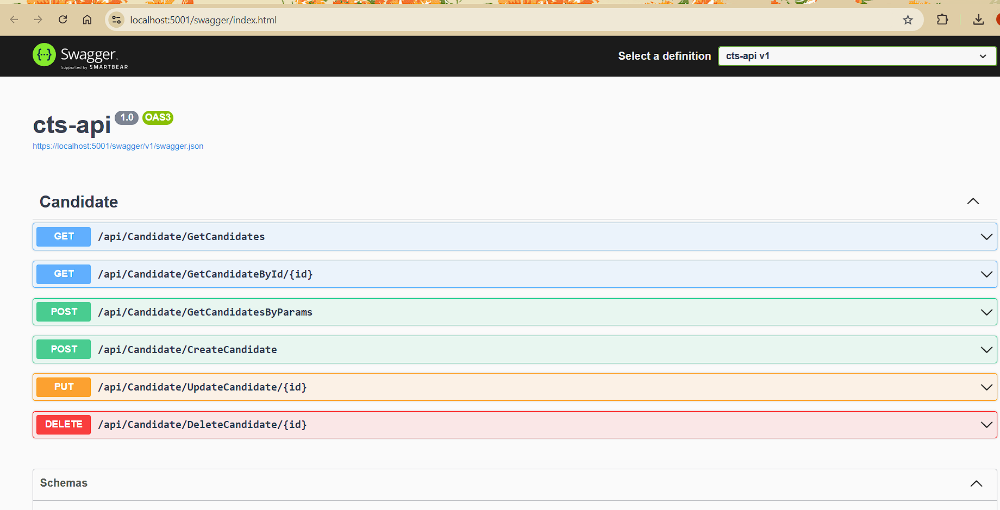 localhost:5001/swagger/index.html
{···} Swagger
Supported by SMARTBEAR
Select a definition
cts-api v1
cts-api 1.0 OAS3
https://localhost:5001/swagger/v1/swagger.json
Candidate
GET /api/Candidate/GetCandidates
GET /api/Candidate/GetCandidateById/{id}
POST /api/Candidate/GetCandidatesByParams
POST /api/Candidate/CreateCandidate
PUT /api/Candidate/UpdateCandidate/{id}
DELETE /api/Candidate/DeleteCandidate/{id}
Schemas